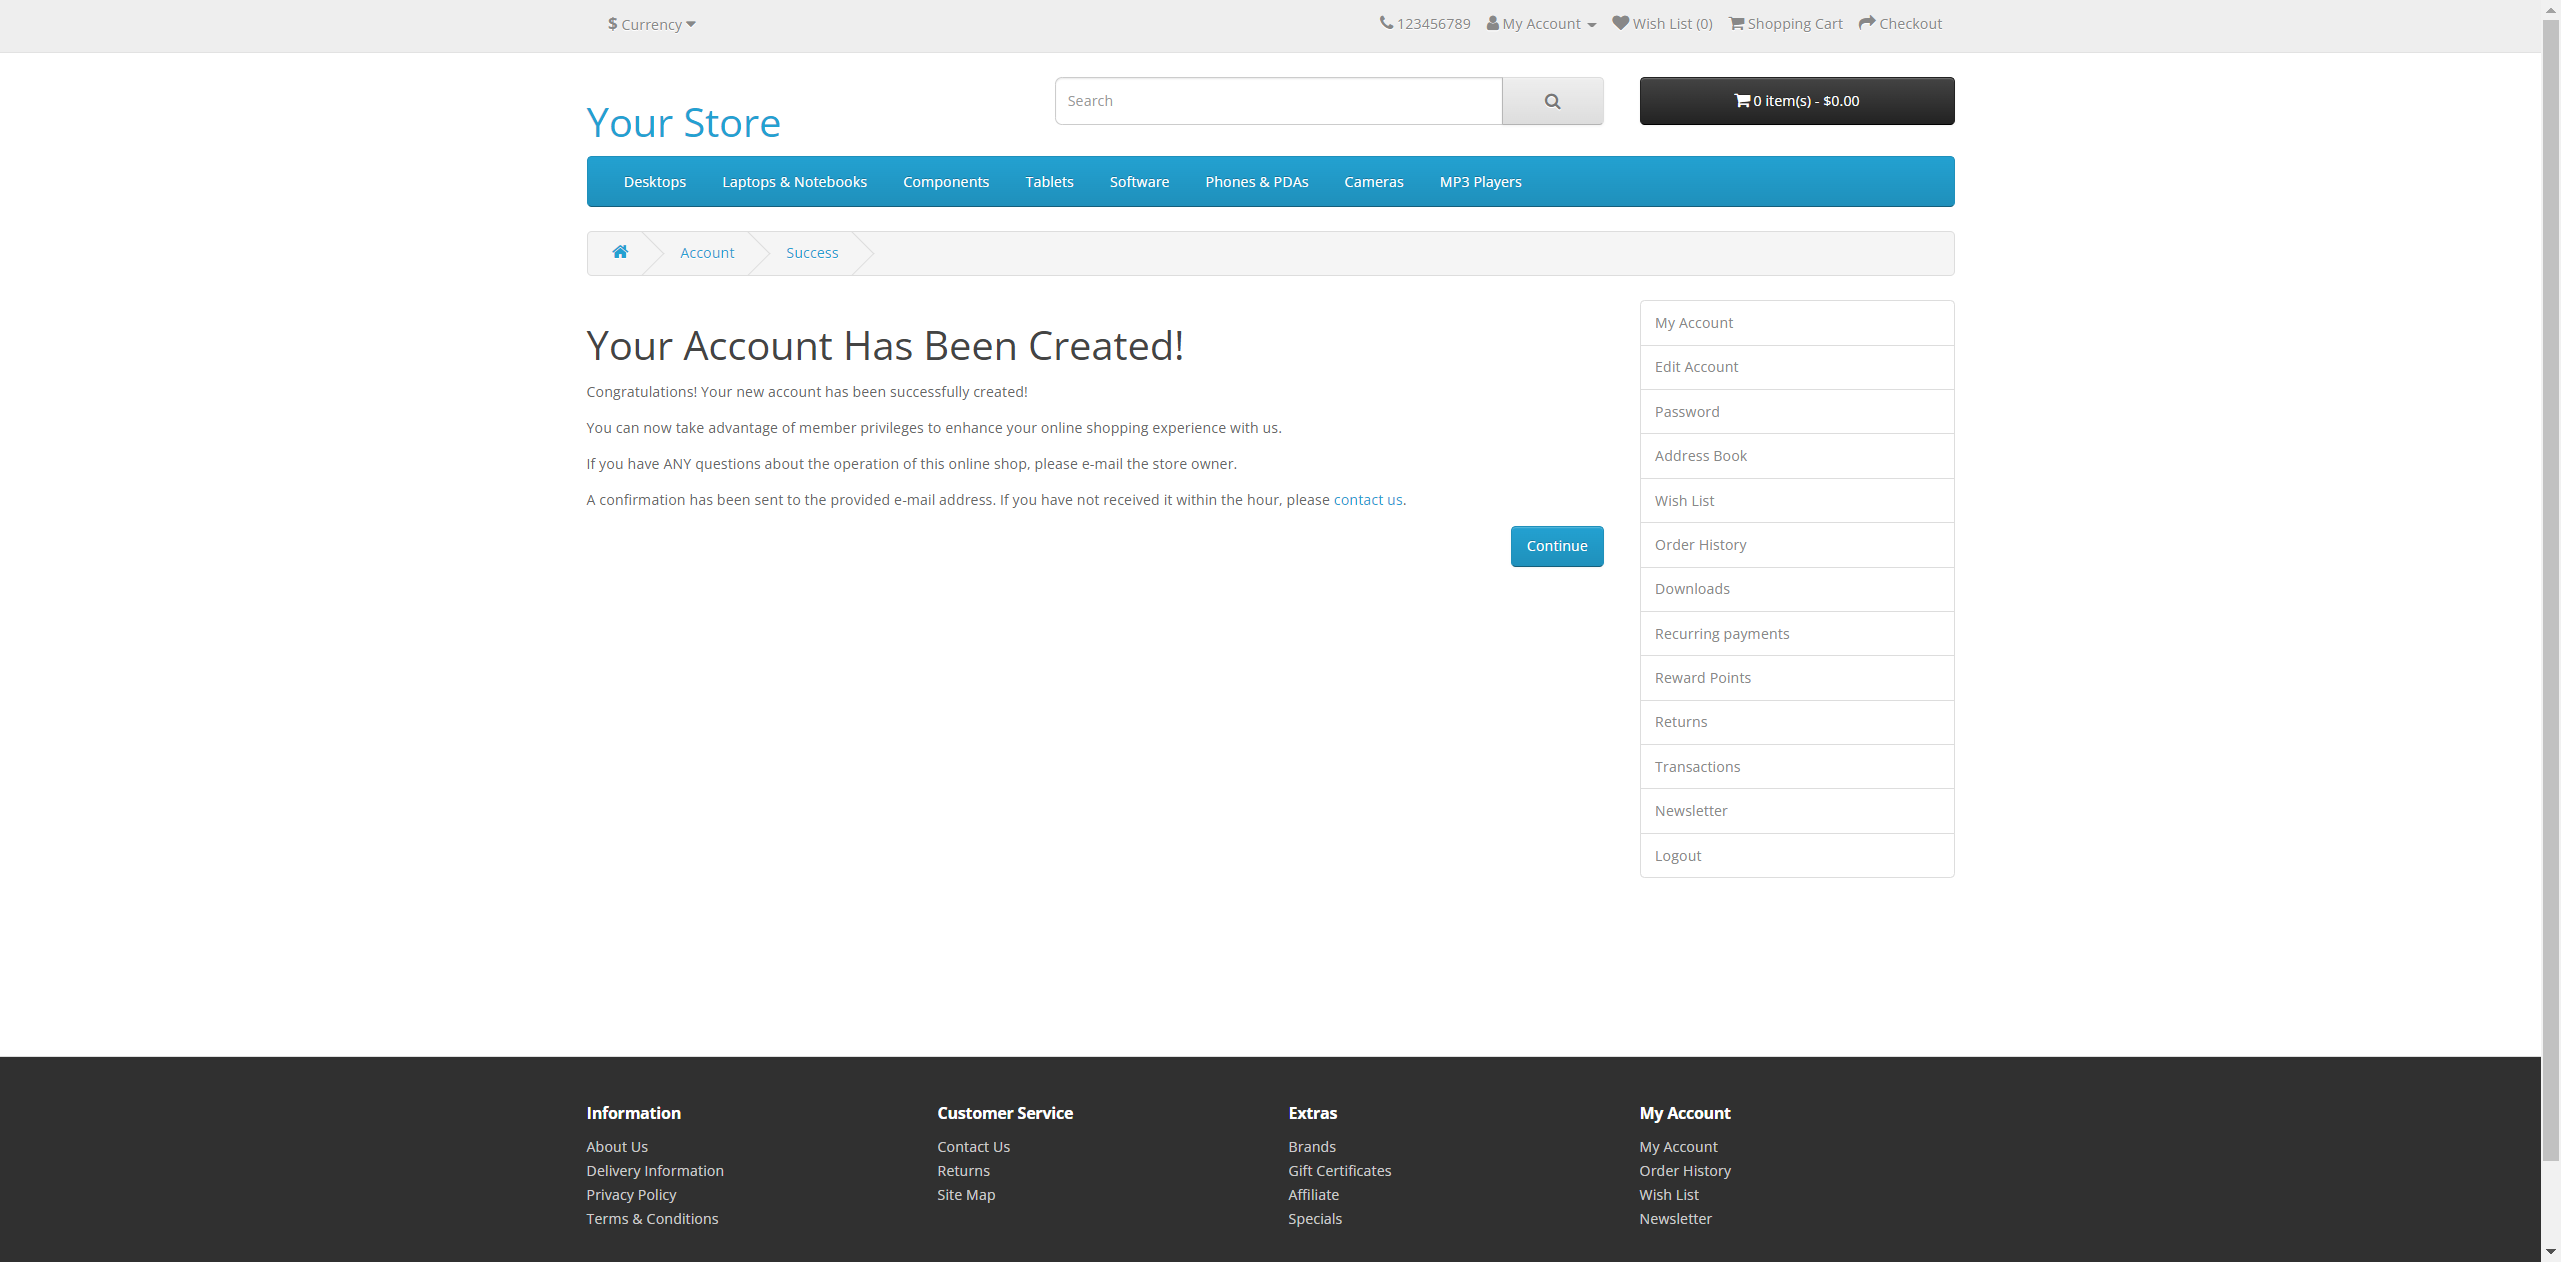 $ Currency
123456789 My Account Wish List (0) Shopping Cart Checkout
Your Store
Search
0 item(s) - $0.00
Desktops Laptops & Notebooks Components Tablets Software Phones & PDAs Cameras MP3 Players
Account Success
Your Account Has Been Created!
Congratulations! Your new account has been successfully created!
You can now take advantage of member privileges to enhance your online shopping experience with us.
If you have ANY questions about the operation of this online shop, please e-mail the store owner.
A confirmation has been sent to the provided e-mail address. If you have not received it within the hour, please contact us.
Continue
My Account
Edit Account
Password
Address Book
Wish List
Order History
Downloads
Recurring payments
Reward Points
Returns
Transactions
Newsletter
Logout
Information
About Us
Delivery Information
Privacy Policy
Terms & Conditions
Customer Service
Contact Us
Returns
Site Map
Extras
Brands
Gift Certificates
Affiliate
Specials
My Account
My Account
Order History
Wish List
Newsletter